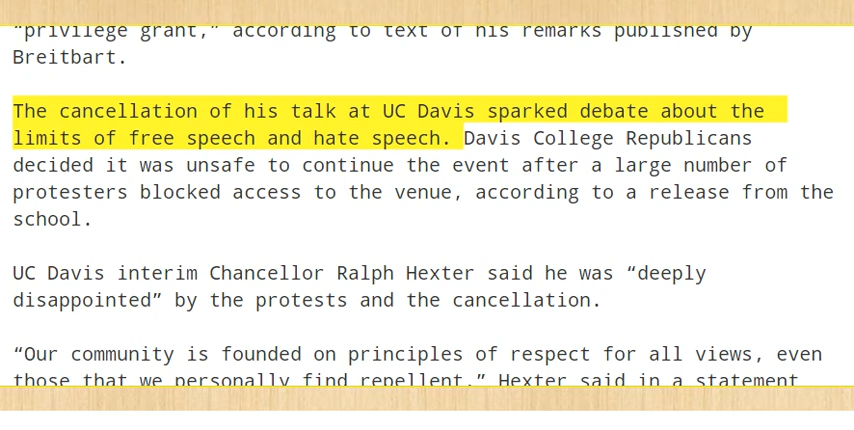 "privilege grant," according to text of his remarks published by
Breitbart.
The cancellation of his talk at UC Davis sparked debate about the
limits of free speech and hate speech. Davis College Republicans
decided it was unsafe to continue the event after a large number of
protesters blocked access to the venue, according to a release from the
school.
UC Davis interim Chancellor Ralph Hexter said he was “deeply
disappointed” by the protests and the cancellation.
“Our community is founded on principles of respect for all views, even
those that we personally find repellent,” Hexter said in a statement